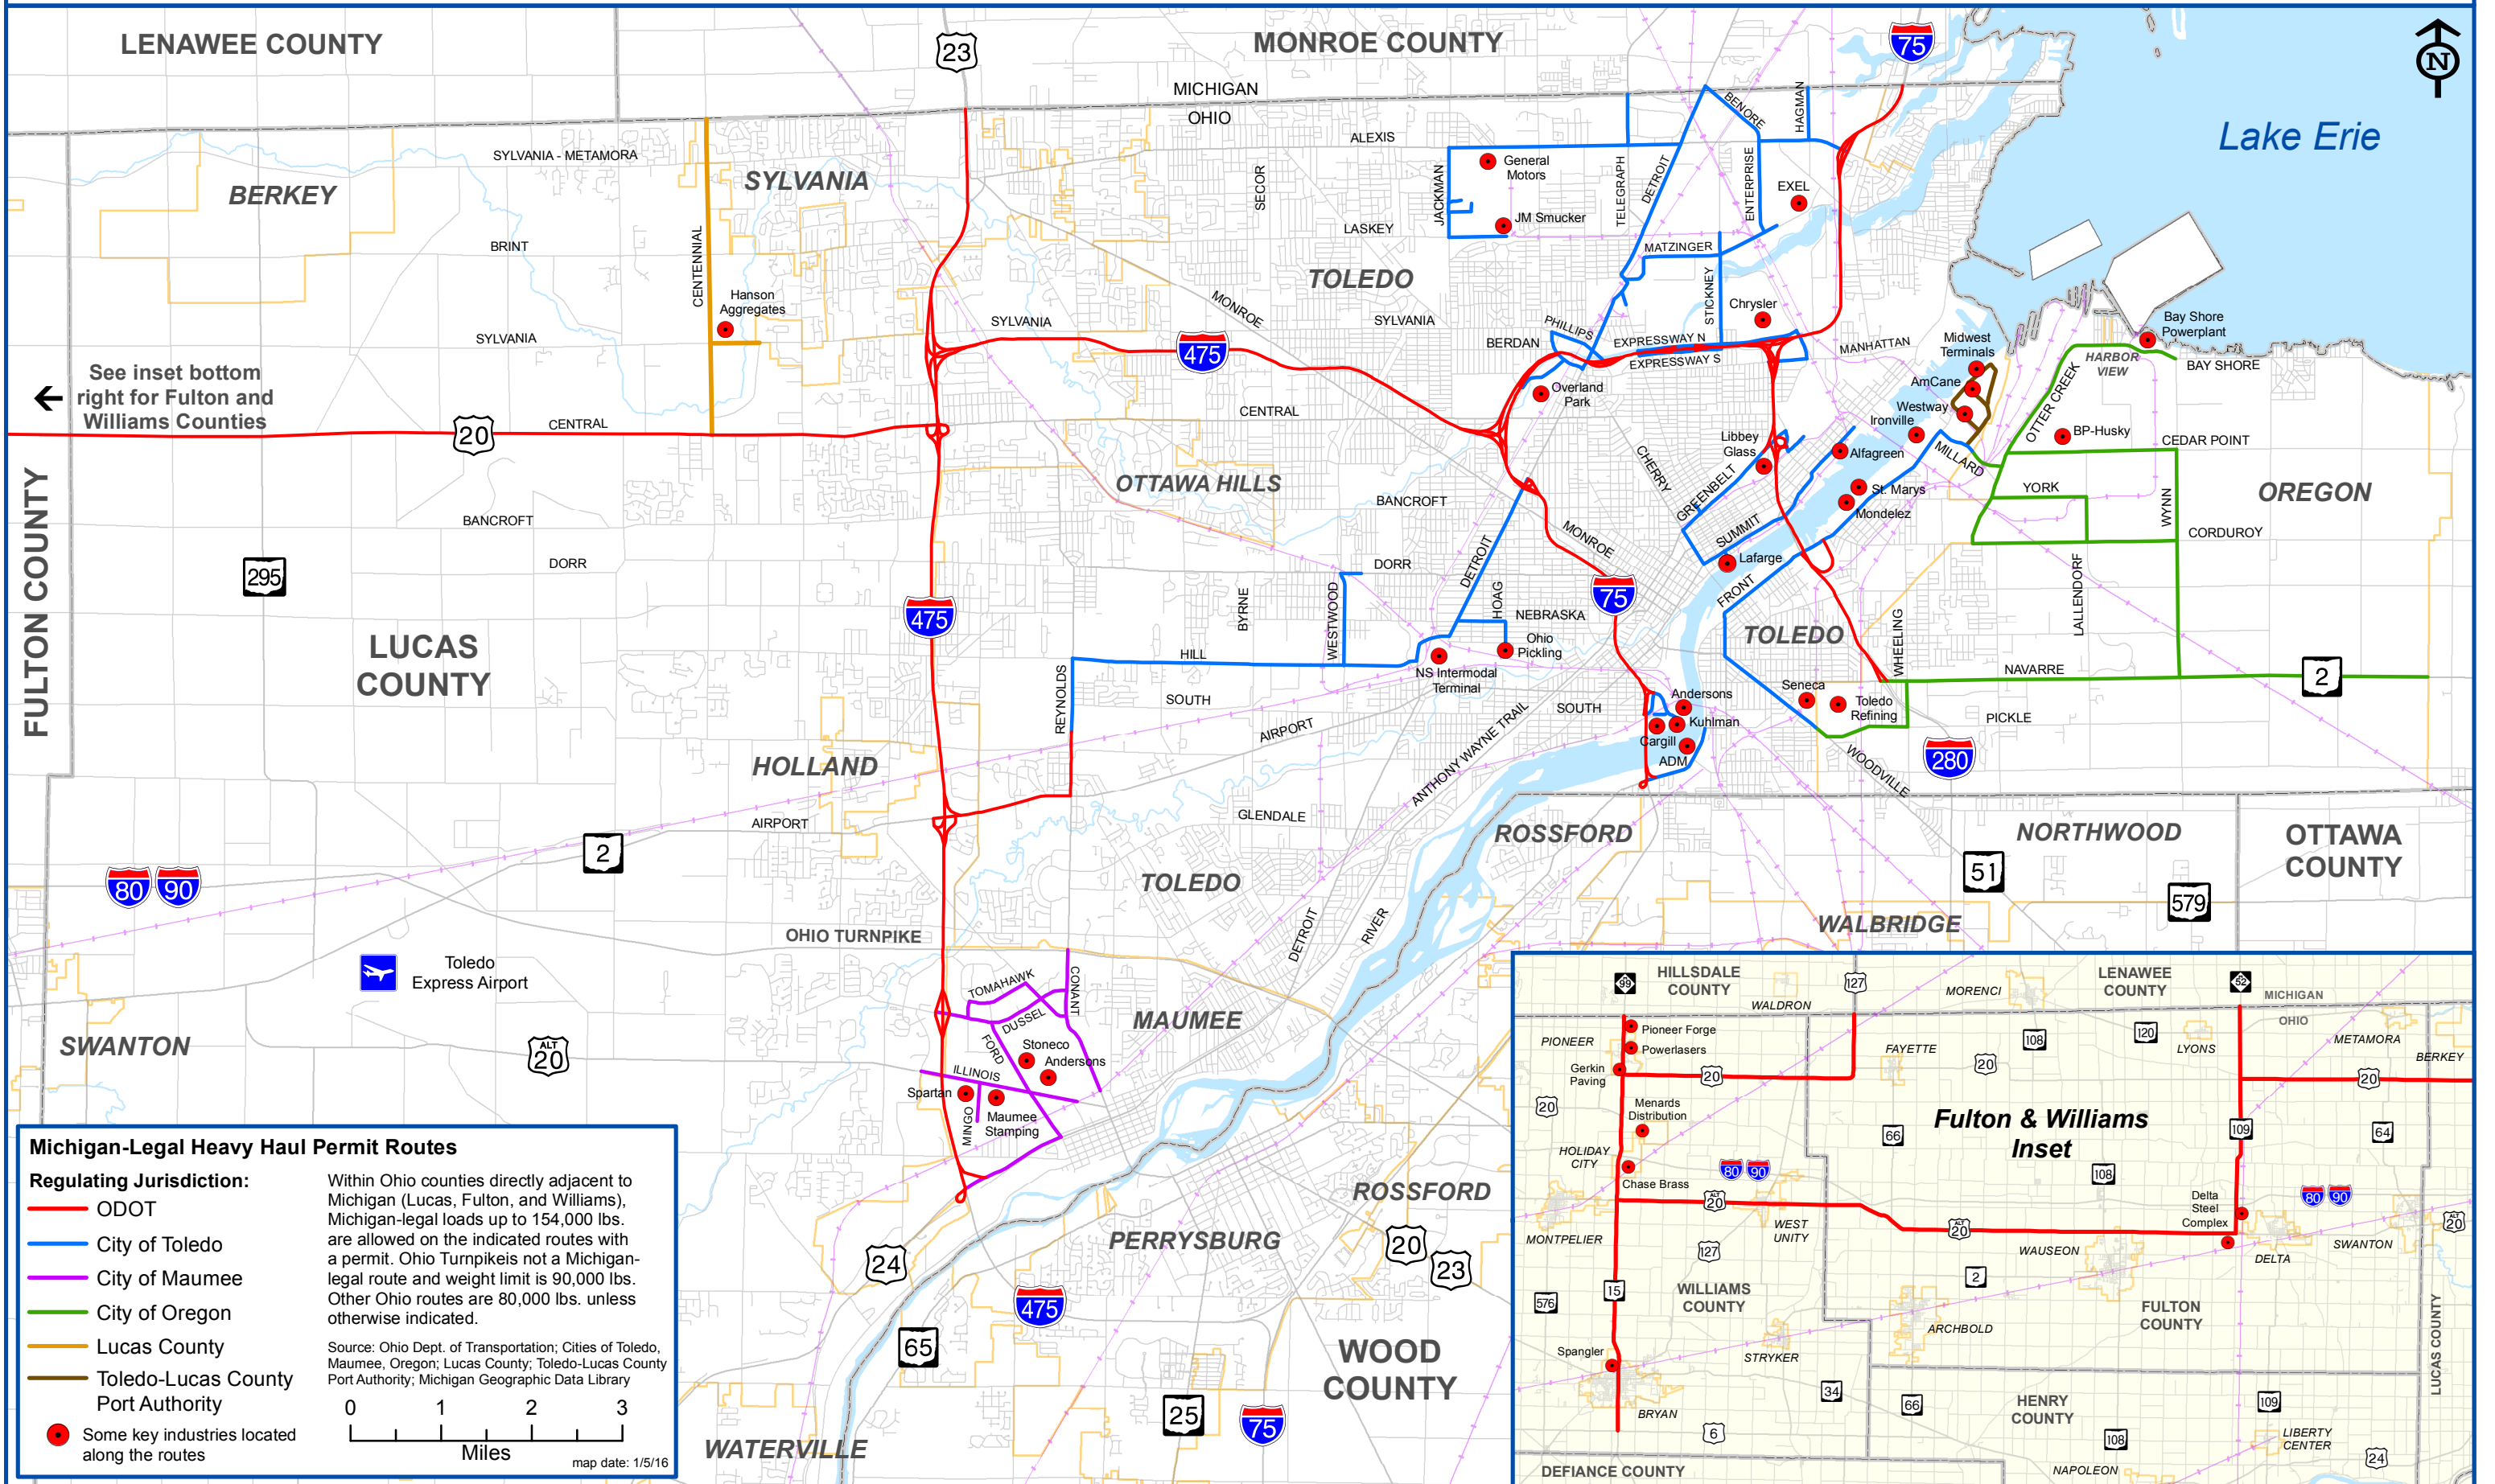 LENAWEE COUNTY
23
MONROE COUNTY
75
N
MICHIGAN
OHIO
BENORE
HAGMAN
Lake Erie
ALEXIS
SYLVANIA - METAMORA
BERKEY
SYLVANIA
SECOR
JACKMAN
General
Motors
TELEGRAPH
DETROIT
ENTERPRISE
EXEL
JM Smucker
LASKEY
BRINT
CENTENNIAL
MATZINGER
TOLEDO
STICKNEY
Hanson
Aggregates
MONROE
Chrysler
SYLVANIA
SYLVANIA
SYLVANIA
PHILLIPS
BERDAN
EXPRESSWAY N
EXPRESSWAY S
MANHATTAN
Midwest
Terminals
Bay Shore
Powerplant
HARBOR
VIEW
BAY SHORE
475
See inset bottom
right for Fulton and
Williams Counties
Overland
Park
AmCane
OTTER CREEK
20
CENTRAL
CENTRAL
Westway
Ironville
BP-Husky
CEDAR POINT
Libbey
Glass
Alfagreen
MILLARD
CHERRY
GREENBELT
OTTAWA HILLS
St. Marys
YORK
OREGON
BANCROFT
BANCROFT
Mondelez
WYNN
MONROE
SUMMIT
CORDUROY
FULTON COUNTY
295
DORR
DORR
DETROIT
Lafarge
LALLENDORF
475
BYRNE
WESTWOOD
HOAG
75
FRONT
NEBRASKA
WHEELING
LUCAS
COUNTY
TOLEDO
Ohio
Pickling
HILL
NS Intermodal
Terminal
NAVARRE
2
REYNOLDS
SOUTH
SOUTH
Andersons
Seneca
Toledo
Refining
PICKLE
AIRPORT
Kuhlman
Cargill
ADM
ANTHONY WAYNE TRAIL
WOODVILLE
280
HOLLAND
AIRPORT
GLENDALE
ROSSFORD
NORTHWOOD
OTTAWA
COUNTY
2
80
90
TOLEDO
51
579
OHIO TURNPIKE
DETROIT
RIVER
WALBRIDGE
Toledo
Express Airport
TOMAHAWK
CONANT
DUSSEL
MAUMEE
FORD
SWANTON
ALT
20
Stoneco
Andersons
ILLINOIS
Spartan
MINGO
Maumee
Stamping
ROSSFORD
PERRYSBURG
20
23
24
475
65
WOOD
COUNTY
25
75
WATERVILLE
Michigan-Legal Heavy Haul Permit Routes
Regulating Jurisdiction:
ODOT
City of Toledo
City of Maumee
City of Oregon
Lucas County
Toledo-Lucas County
Port Authority
Some key industries located
along the routes
Within Ohio counties directly adjacent to
Michigan (Lucas, Fulton, and Williams),
Michigan-legal loads up to 154,000 lbs.
are allowed on the indicated routes with
a permit. Ohio Turnpikeis not a Michigan-
legal route and weight limit is 90,000 lbs.
Other Ohio routes are 80,000 lbs. unless
otherwise indicated.
Source: Ohio Dept. of Transportation; Cities of Toledo,
Maumee, Oregon; Lucas County; Toledo-Lucas County
Port Authority; Michigan Geographic Data Library
0 1 2 3
Miles
map date: 1/5/16
99
HILLSDALE
COUNTY
WALDRON
127
MORENCI
LENAWEE
COUNTY
52
MICHIGAN
OHIO
PIONEER
Pioneer Forge
Powerlasers
Gerkin
Paving
FAYETTE
108
120
LYONS
METAMORA
BERKEY
20
20
20
20
Menards
Distribution
Fulton & Williams
Inset
66
109
64
HOLIDAY
CITY
80
90
108
Chase Brass
ALT
20
Delta
Steel
Complex
80
90
MONTPELIER
WEST
UNITY
ALT
20
ALT
20
127
WAUSEON
DELTA
SWANTON
2
15
576
WILLIAMS
COUNTY
FULTON
COUNTY
ARCHBOLD
LUCAS COUNTY
Spangler
STRYKER
34
66
HENRY
COUNTY
109
BRYAN
6
108
LIBERTY
CENTER
24
DEFIANCE COUNTY
NAPOLEON